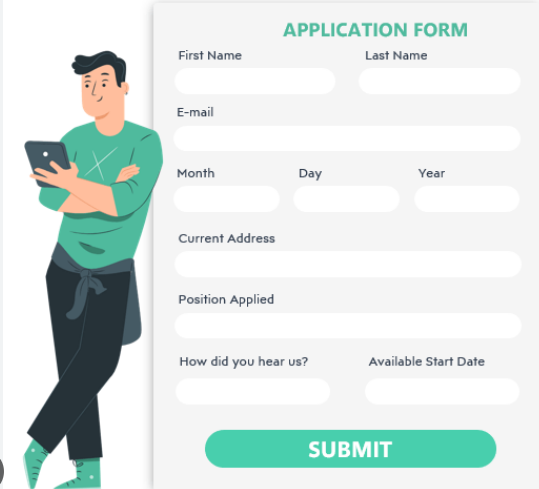 APPLICATION FORM
First Name Last Name
E-mail
Month Day Year
Current Address
Position Applied
How did you hear us? Available Start Date
SUBMIT